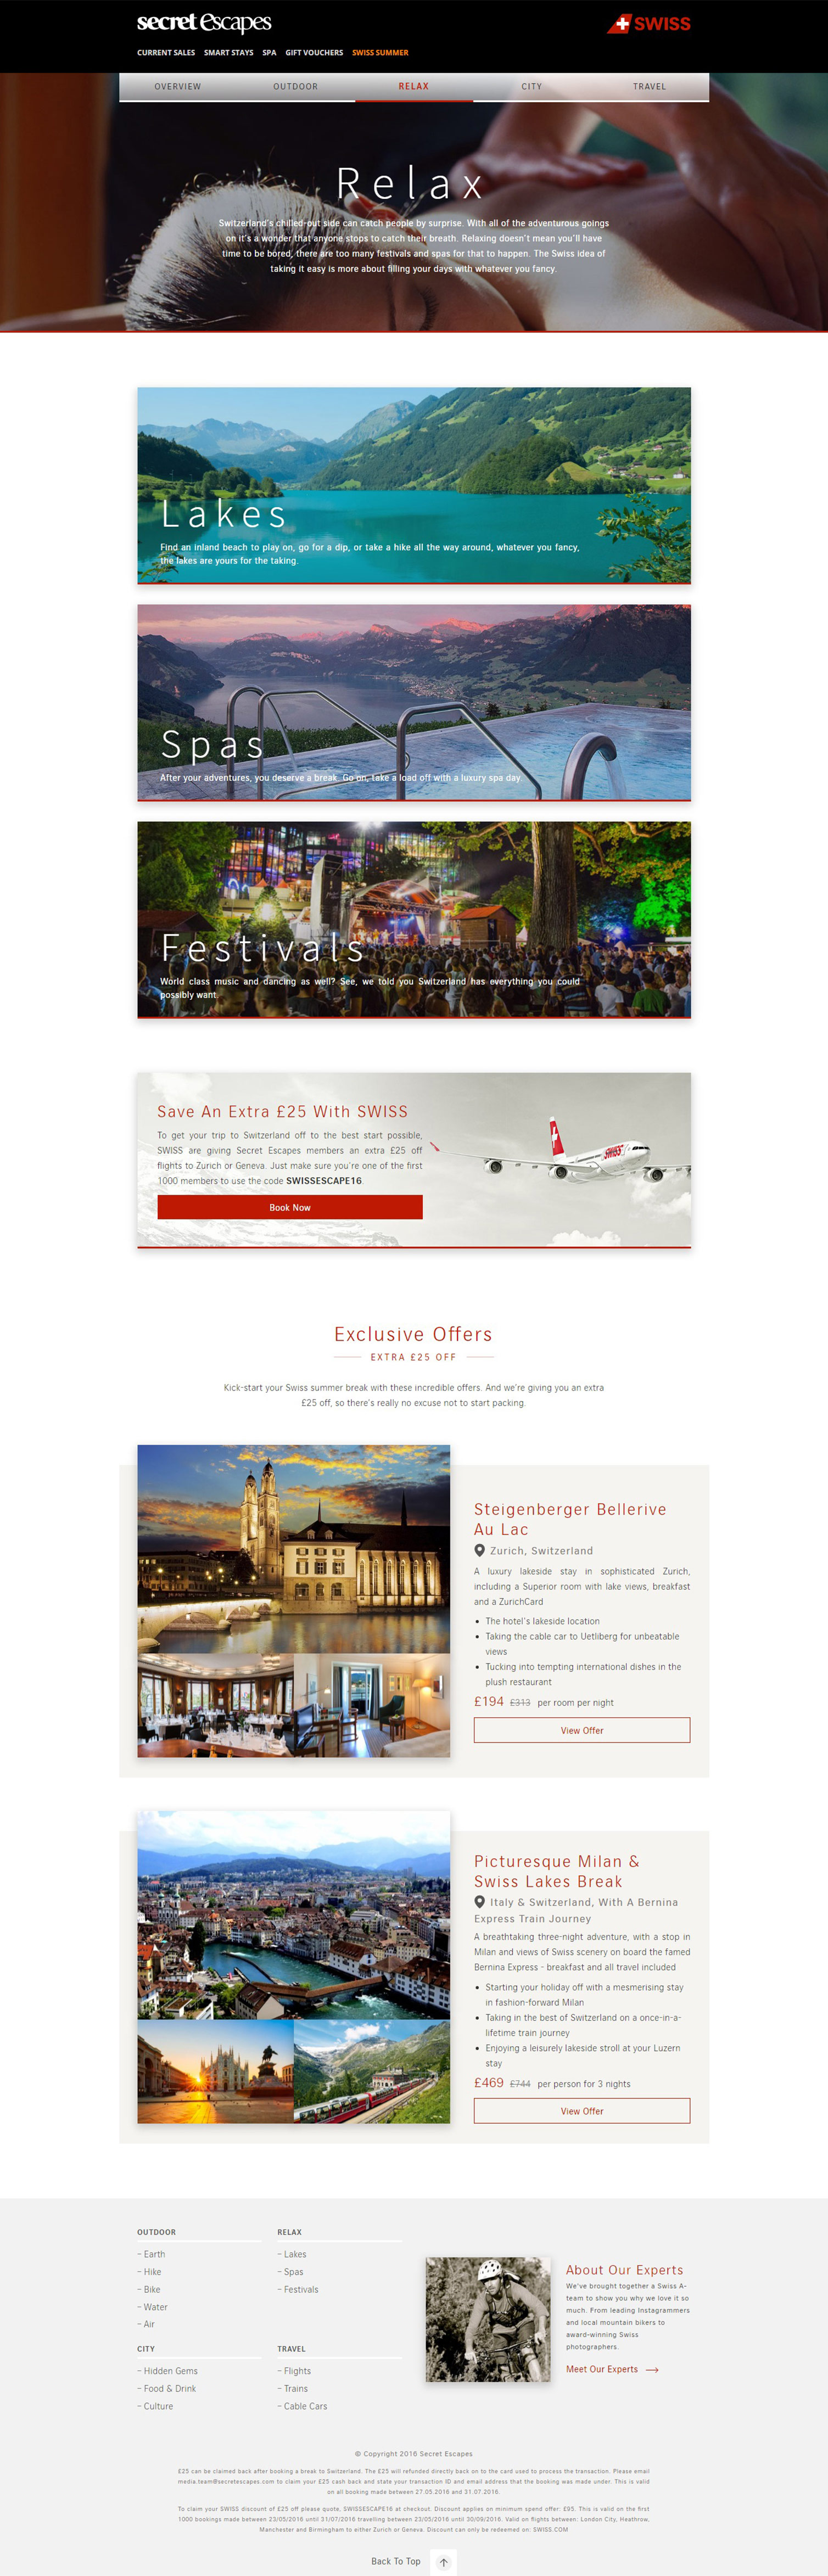 secret Escapes
SWISS
CURRENT SALES SMART STAYS SPA GIFT VOUCHERS SWISS SUMMER
OVERVIEW OUTDOOR RELAX CITY TRAVEL
Relax
Switzerland's chilled-out side can catch people by surprise. With all of the adventurous goings
on it's a wonder that anyone stops to catch their breath. Relaxing doesn't mean you'll have
time to be bored, there are too many festivals and spas for that to happen. The Swiss idea of
taking it easy is more about filling your days with whatever you fancy.
Lakes
Find an inland beach to play on, go for a dip, or take a hike all the way around, whatever you fancy,
the lakes are yours for the taking.
Spas
After your adventures, you deserve a break. Go on, take a load off with a luxury spa day.
Festivals
World class music and dancing as well? See, we told you Switzerland has everything you could
possibly want.
Save An Extra £25 With SWISS
To get your trip to Switzerland off to the best start possible,
SWISS are giving Secret Escapes members an extra £25 off
flights to Zurich or Geneva. Just make sure you're one of the first
1000 members to use the code SWISSESCAPE16.
Book Now
SWISS
Exclusive Offers
EXTRA £25 OFF
Kick-start your Swiss summer break with these incredible offers. And we're giving you an extra
£25 off, so there's really no excuse not to start packing.
Steigenberger Bellerive
Au Lac
Zurich, Switzerland
A luxury lakeside stay in sophisticated Zurich,
including a Superior room with lake views, breakfast
and a ZurichCard
• The hotel's lakeside location
• Taking the cable car to Uetliberg for unbeatable
views
• Tucking into tempting international dishes in the
plush restaurant
£194 £313 per room per night
View Offer
Picturesque Milan &
Swiss Lakes Break
Italy & Switzerland, With A Bernina
Express Train Journey
A breathtaking three-night adventure, with a stop in
Milan and views of Swiss scenery on board the famed
Bernina Express - breakfast and all travel included
• Starting your holiday off with a mesmerising stay
in fashion-forward Milan
• Taking in the best of Switzerland on a once-in-a-
lifetime train journey
• Enjoying a leisurely lakeside stroll at your Luzern
stay
£469 £744 per person for 3 nights
View Offer
OUTDOOR
– Earth
– Hike
– Bike
– Water
– Air
RELAX
– Lakes
– Spas
– Festivals
CITY
– Hidden Gems
– Food & Drink
– Culture
TRAVEL
– Flights
– Trains
– Cable Cars
About Our Experts
We've brought together a Swiss A-
team to show you why we love it so
much. From leading Instagrammers
and local mountain bikers to
award-winning Swiss
photographers.
Meet Our Experts
© Copyright 2016 Secret Escapes
£25 can be claimed back after booking a break to Switzerland. The £25 will refunded directly back on to the card used to process the transaction. Please email
media.team@secretescapes.com to claim your £25 cash back and state your transaction ID and email address that the booking was made under. This is valid
on all booking made between 27.05.2016 and 31.07.2016.
To claim your SWISS discount of £25 off please quote, SWISSESCAPE16 at checkout. Discount applies on minimum spend offer: £95. This is valid on the first
1000 bookings made between 23/05/2016 until 31/07/2016 travelling between 23/05/2016 until 30/09/2016. Valid on flights between: London City, Heathrow,
Manchester and Birmingham to either Zurich or Geneva. Discount can only be redeemed on: SWISS.COM
Back To Top